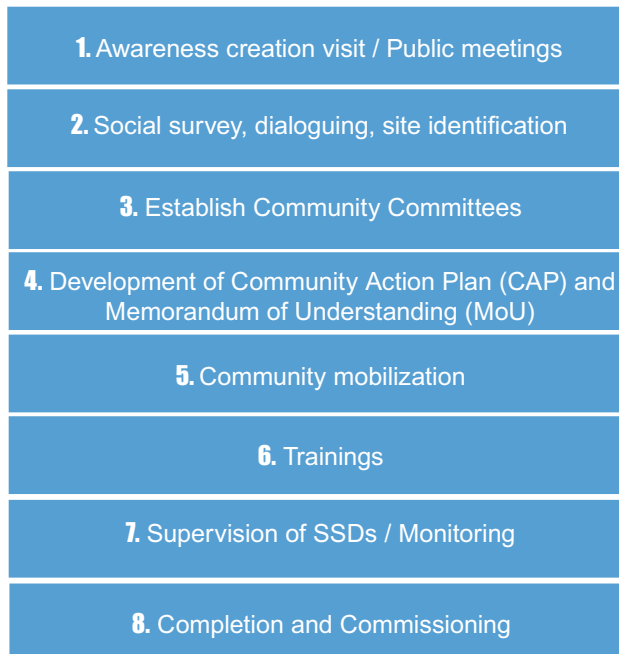 1. Awareness creation visit / Public meetings
2. Social survey, dialoguing, site identification
3. Establish Community Committees
4. Development of Community Action Plan (CAP) and
Memorandum of Understanding (MoU)
5. Community mobilization
6. Trainings
7. Supervision of SSDs / Monitoring
8. Completion and Commissioning